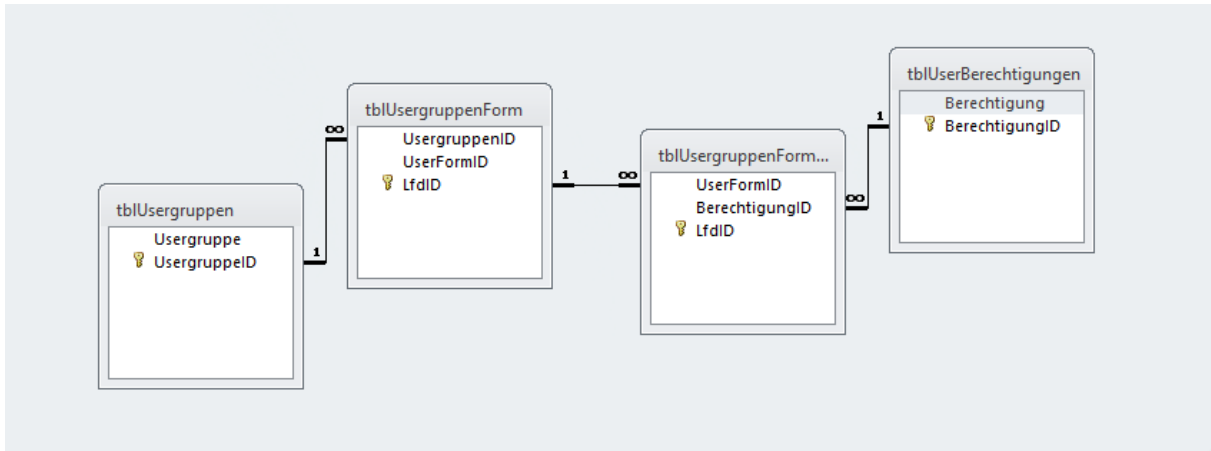 tblUsergruppen
Usergruppe
UsergruppeID
1
∞
tblUsergruppenForm
UsergruppenID
UserFormID
LfdID
1
∞
tblUsergruppenForm...
UserFormID
BerechtigungID
LfdID
∞
1
tblUserBerechtigungen
Berechtigung
BerechtigungID